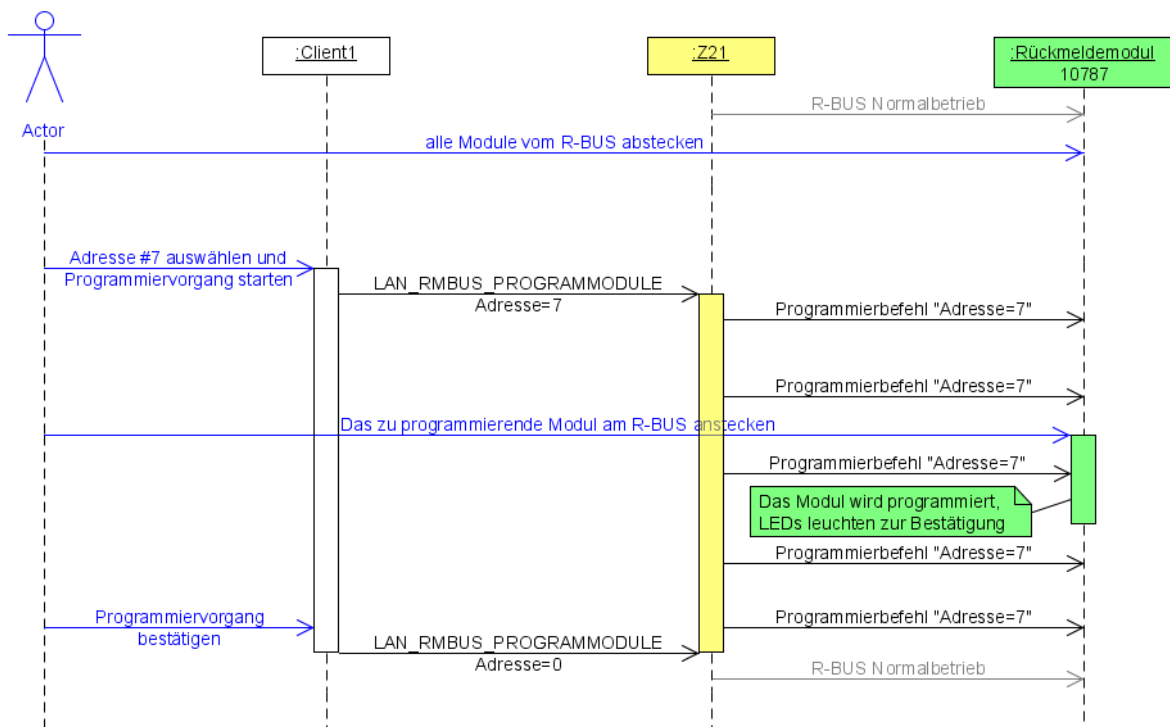 :Client1
:Z21
:Rückmeldemodul
10787
Actor
R-BUS Normalbetrieb
alle Module vom R-BUS abstecken
Adresse #7 auswählen und
Programmiervorgang starten
LAN_RMBUS_PROGRAMMODULE
Adresse=7
Programmierbefehl "Adresse=7"
Programmierbefehl "Adresse=7"
Das zu programmierende Modul am R-BUS anstecken
Programmierbefehl "Adresse=7"
Das Modul wird programmiert,
LEDs leuchten zur Bestätigung
Programmierbefehl "Adresse=7"
Programmiervorgang
bestätigen
Programmierbefehl "Adresse=7"
LAN_RMBUS_PROGRAMMODULE
Adresse=0
R-BUS Normalbetrieb